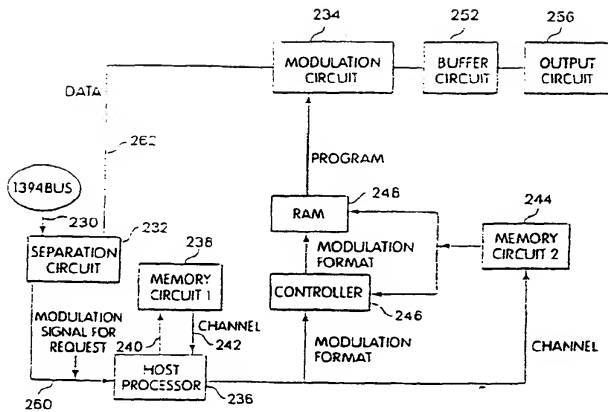 234
252
256
MODULATION
CIRCUIT
BUFFER
CIRCUIT
OUTPUT
CIRCUIT
DATA
262
PROGRAM
1394BUS
230
232
SEPARATION
CIRCUIT
238
MEMORY
CIRCUIT 1
RAM
248
244
MEMORY
CIRCUIT 2
MODULATION
FORMAT
CONTROLLER
246
MODULATION
SIGNAL FOR
REQUEST
240
CHANNEL
242
MODULATION
FORMAT
CHANNEL
HOST
PROCESSOR
236
260